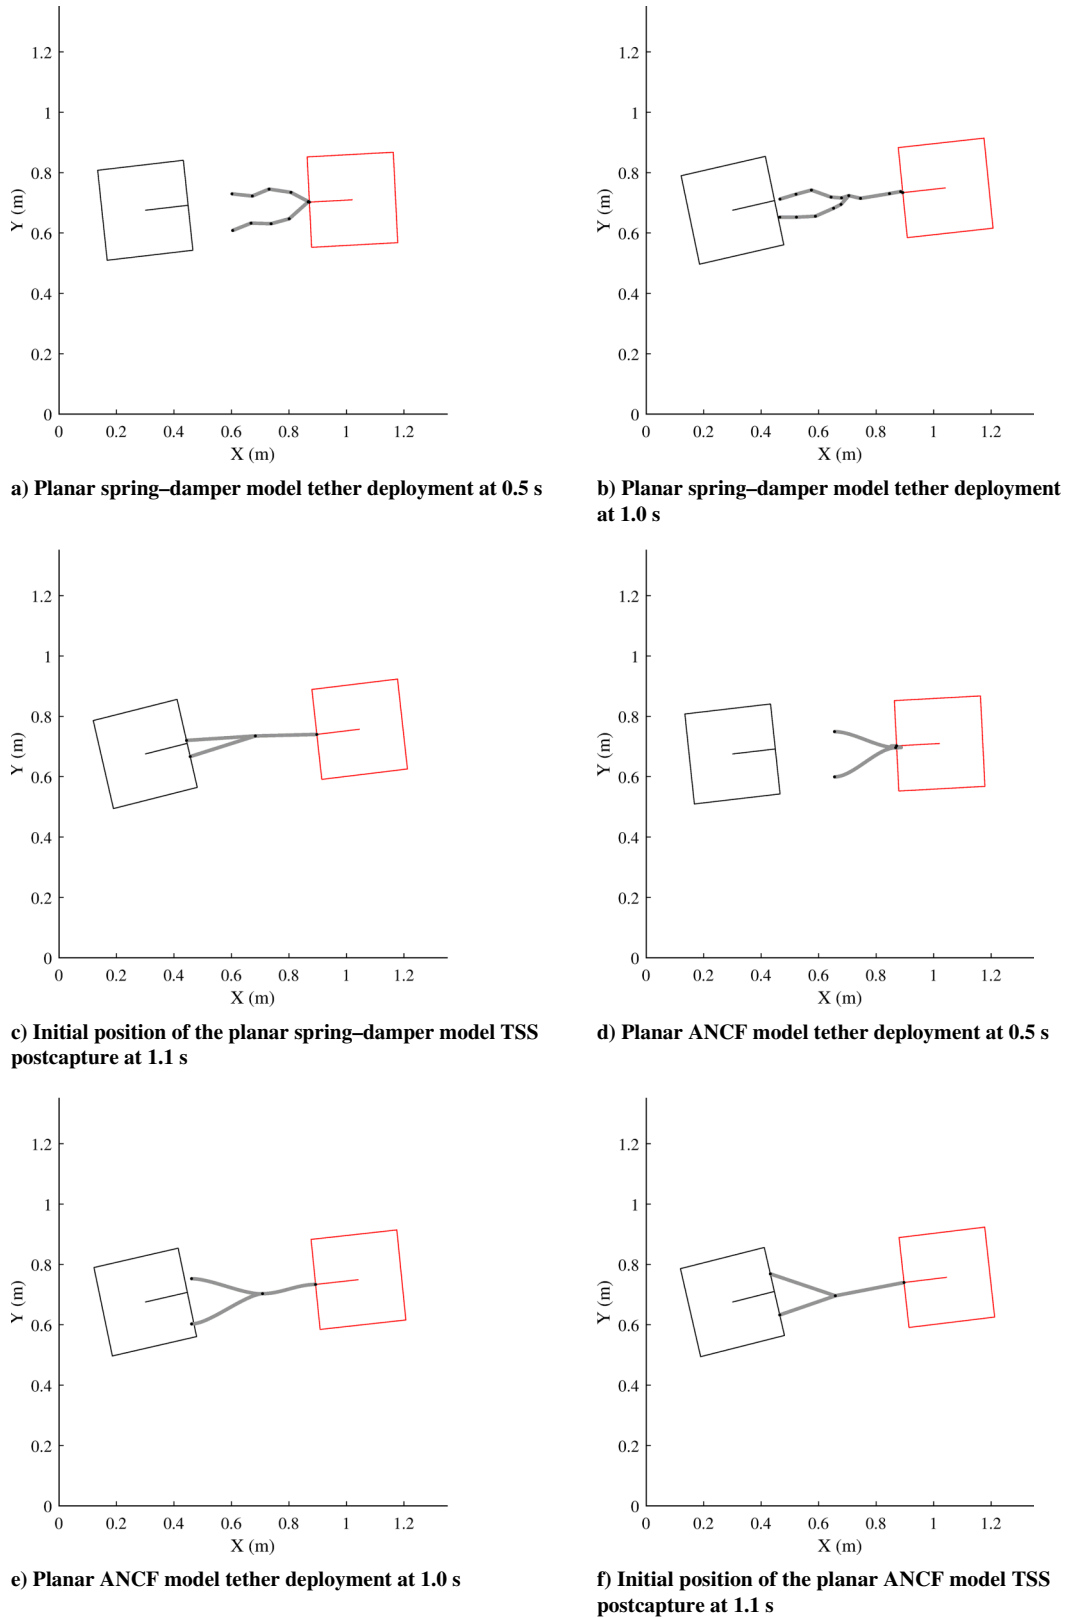 1.2
1
0.8
0.6
0.4
0.2
0
Y (m)
0 0.2 0.4 0.6 0.8 1 1.2
X (m)
a) Planar spring–damper model tether deployment at 0.5 s
1.2
1
0.8
0.6
0.4
0.2
0
Y (m)
0 0.2 0.4 0.6 0.8 1 1.2
X (m)
b) Planar spring–damper model tether deployment
at 1.0 s
1.2
1
0.8
0.6
0.4
0.2
0
Y (m)
0 0.2 0.4 0.6 0.8 1 1.2
X (m)
c) Initial position of the planar spring–damper model TSS
postcapture at 1.1 s
1.2
1
0.8
0.6
0.4
0.2
0
Y (m)
0 0.2 0.4 0.6 0.8 1 1.2
X (m)
d) Planar ANCF model tether deployment at 0.5 s
1.2
1
0.8
0.6
0.4
0.2
0
Y (m)
0 0.2 0.4 0.6 0.8 1 1.2
X (m)
e) Planar ANCF model tether deployment at 1.0 s
1.2
1
0.8
0.6
0.4
0.2
0
Y (m)
0 0.2 0.4 0.6 0.8 1 1.2
X (m)
f) Initial position of the planar ANCF model TSS
postcapture at 1.1 s